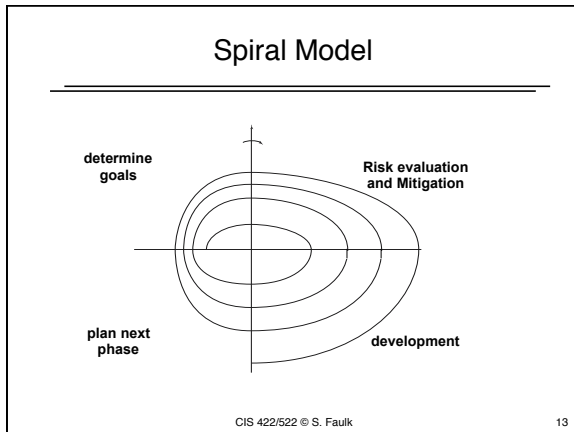 Spiral Model
determine
goals
Risk evaluation
and Mitigation
plan next
phase
development
CIS 422/522 © S. Faulk
13